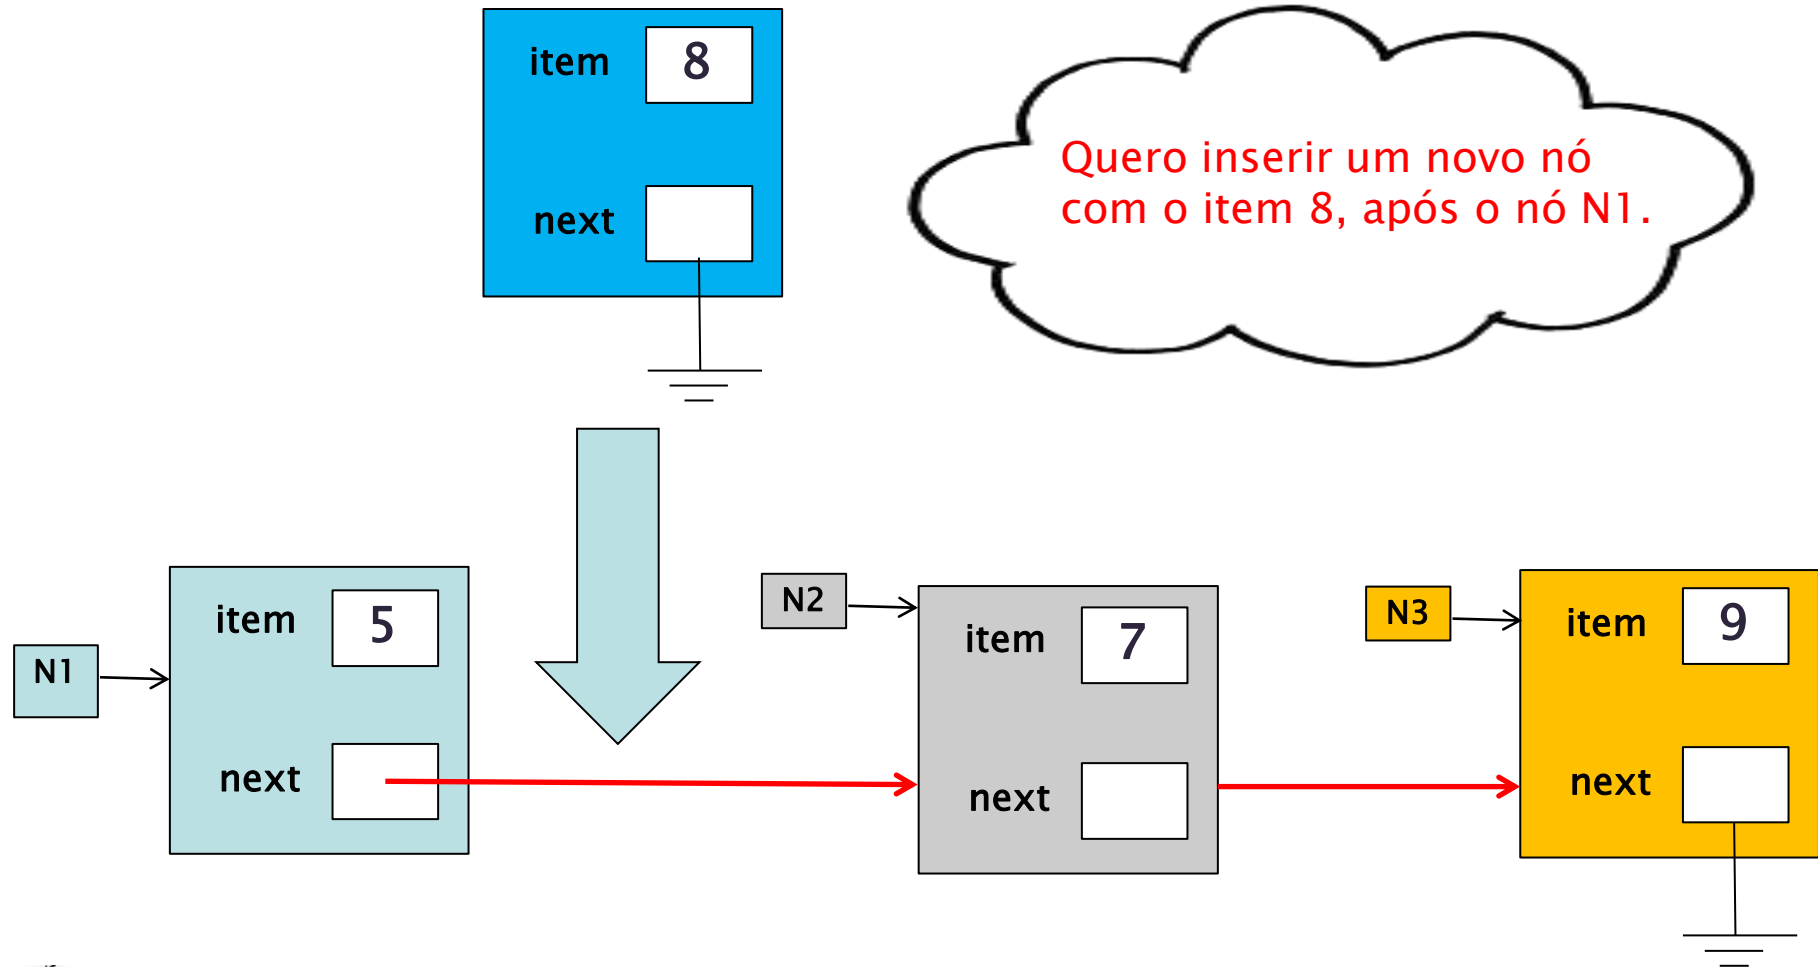 item 8
next
Quero inserir um novo nó
com o item 8, após o nó N1.
N1
item 5
next
N2
item 7
next
N3
item 9
next